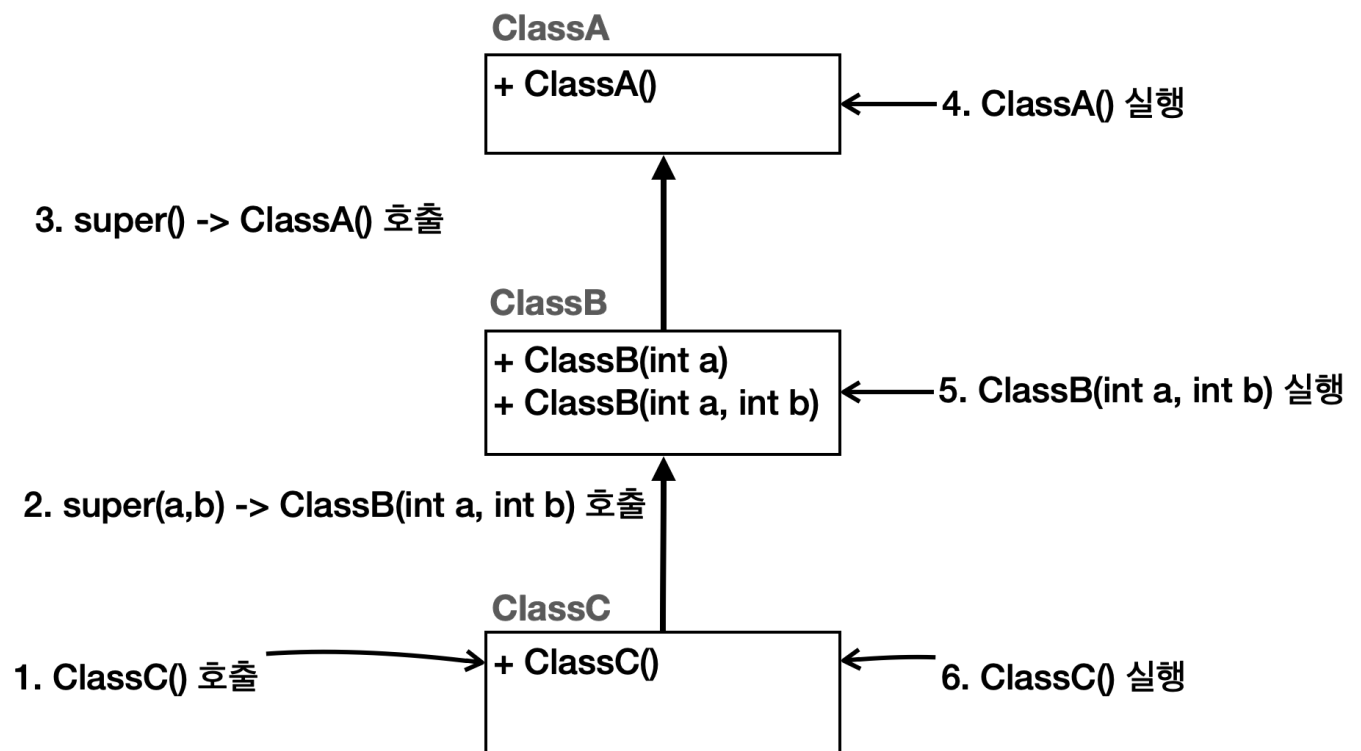 ClassA
+ ClassA()
4. ClassA() 실행
3. super() -> ClassA() 호출
ClassB
+ ClassB(int a)
+ ClassB(int a, int b)
5. ClassB(int a, int b) 실행
2. super(a,b) -> ClassB(int a, int b) 호출
ClassC
+ ClassC()
1. ClassC() 호출
6. ClassC() 실행